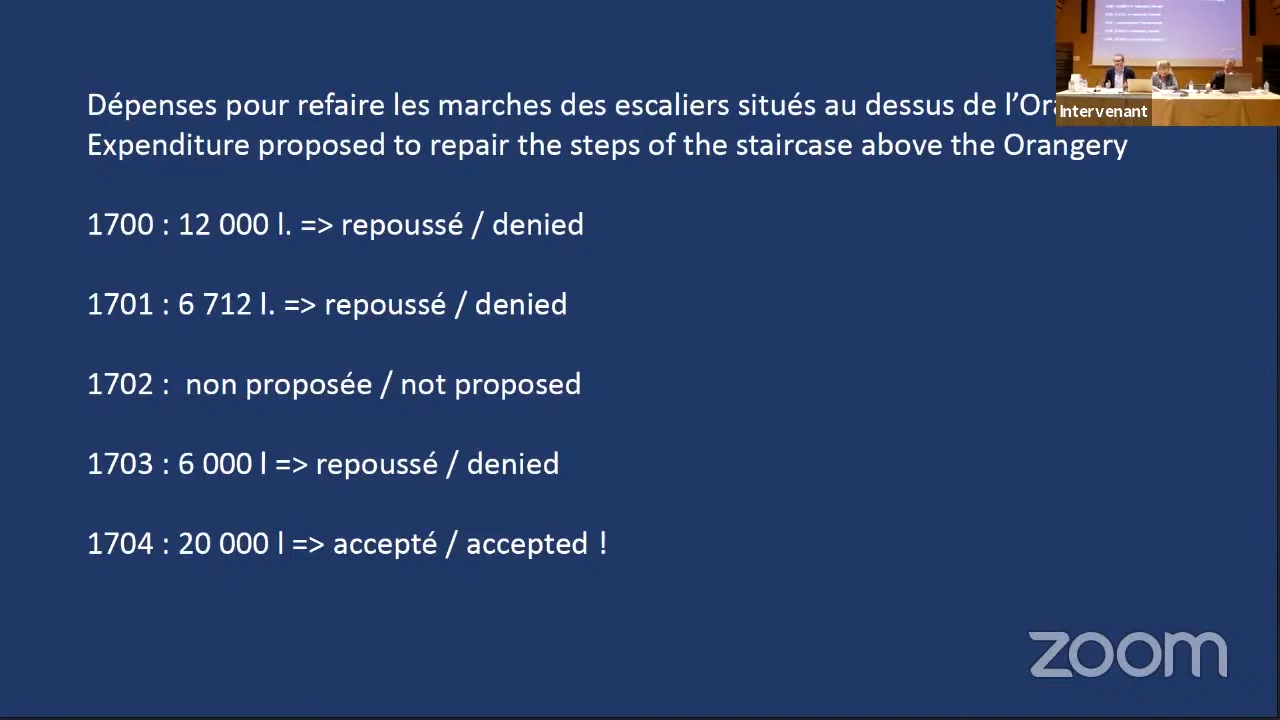 Dépenses pour refaire les marches des escaliers situés au dessus de l’Ora
Expenditure proposed to repair the steps of the staircase above the Orangery
1700 : 12 000 l. => repoussé / denied
1701 : 6 712 l. => repoussé / denied
1702 :  non proposée / not proposed
1703 : 6 000 l => repoussé / denied
1704 : 20 000 l => accepté / accepted !
Intervenant
zoom